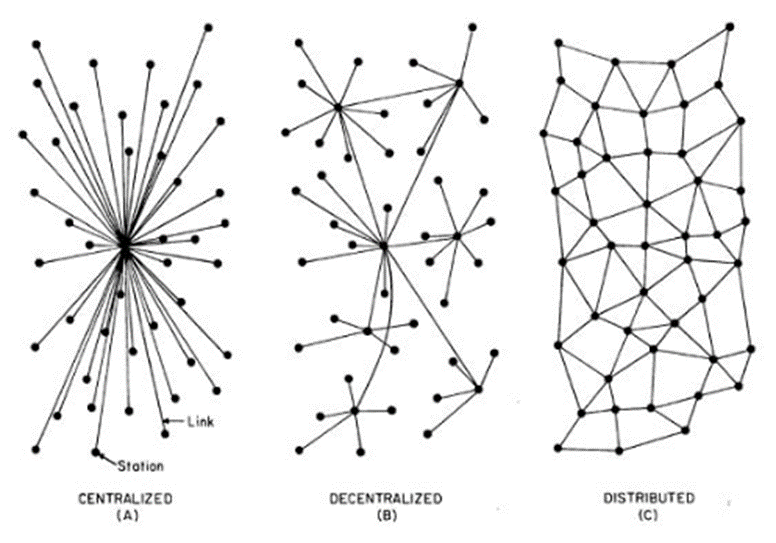 Link
Station
CENTRALIZED
(A)
DECENTRALIZED
(B)
DISTRIBUTED
(C)